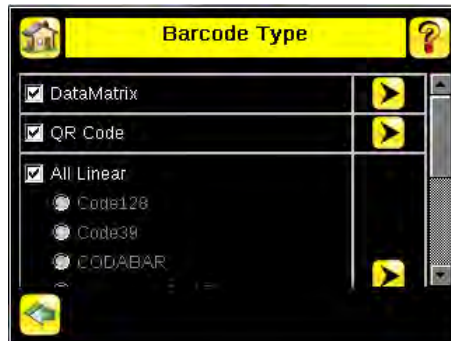 Barcode Type
DataMatrix
QR Code
All Linear
Code128
Code39
CODABAR